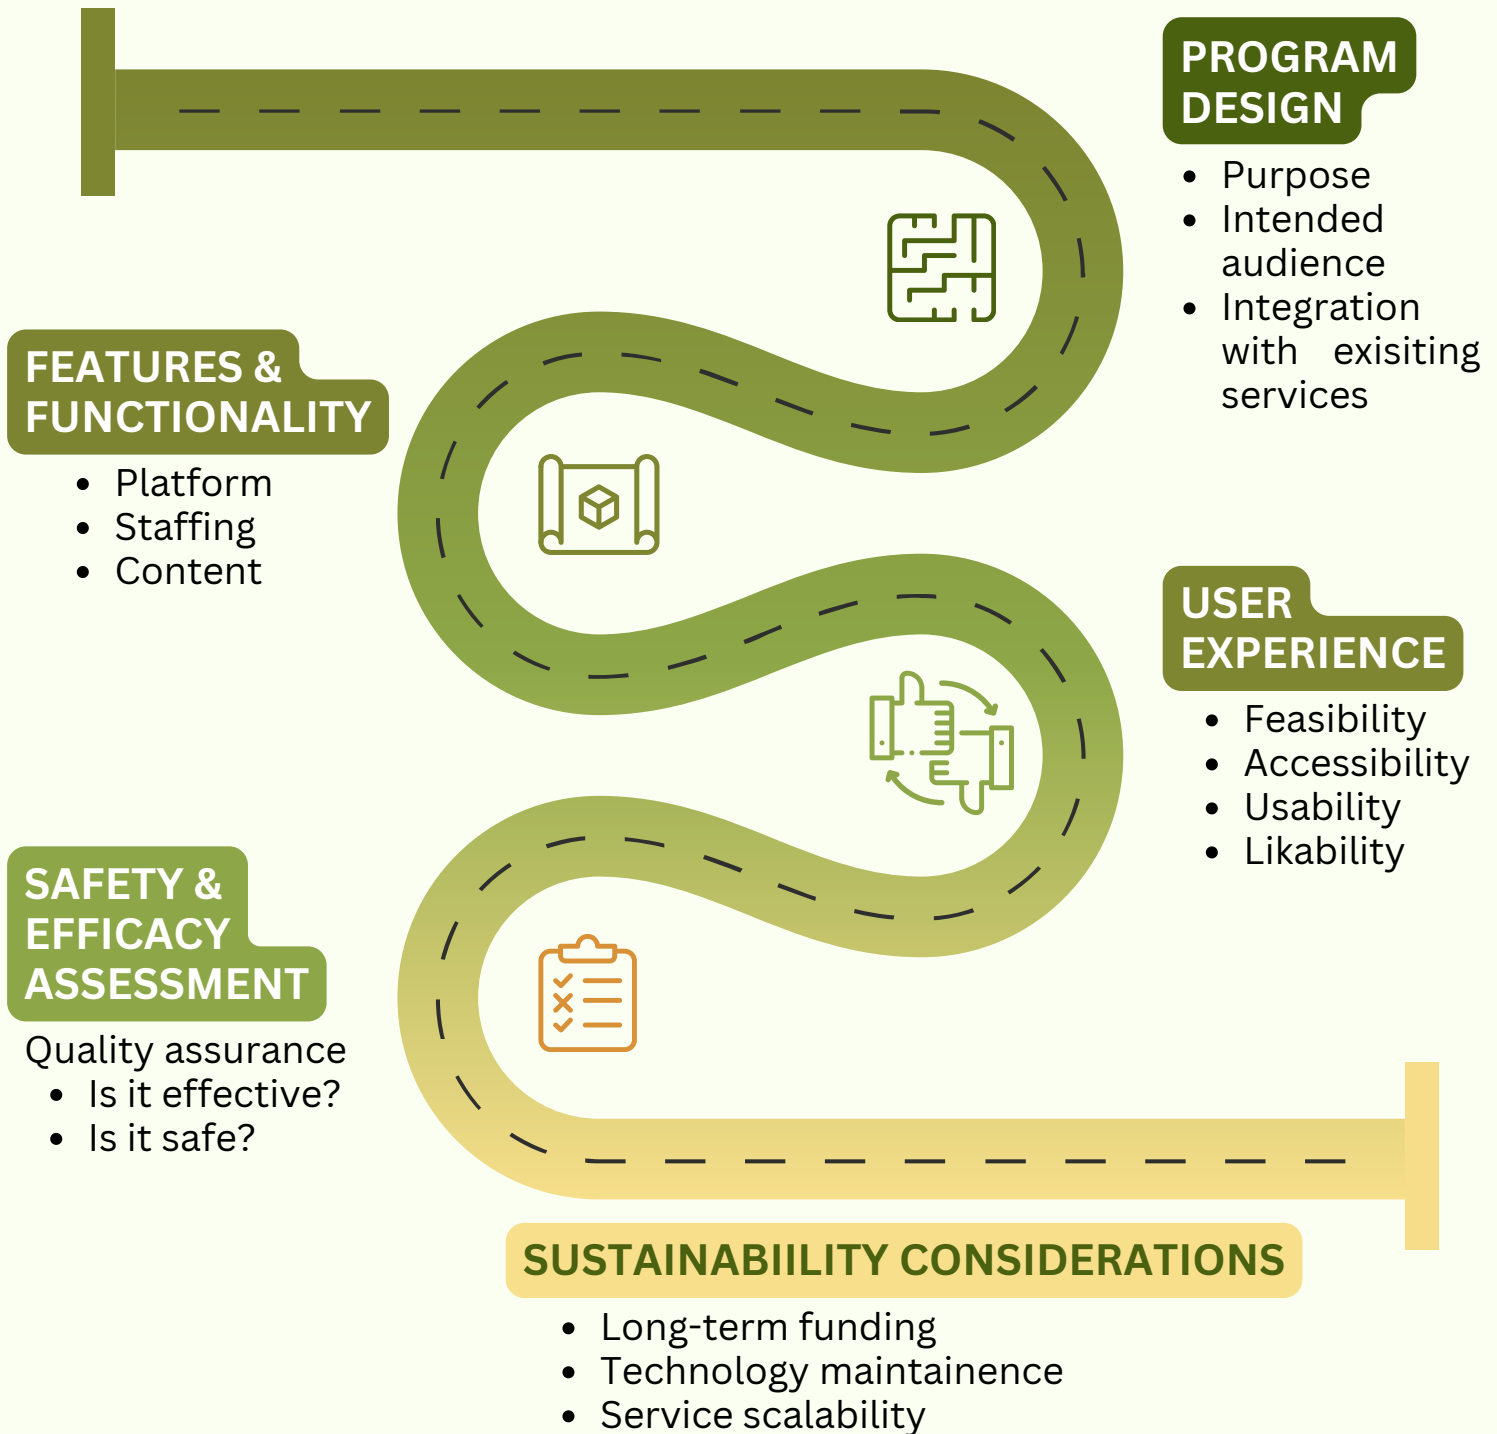 PROGRAM
DESIGN
• Purpose
• Intended
audience
• Integration
with exisiting
services
FEATURES &
FUNCTIONALITY
• Platform
• Staffing
• Content
USER
EXPERIENCE
• Feasibility
• Accessibility
• Usability
• Likability
SAFETY &
EFFICACY
ASSESSMENT
Quality assurance
• Is it effective?
• Is it safe?
SUSTAINABIILITY CONSIDERATIONS
• Long-term funding
• Technology maintainence
• Service scalability